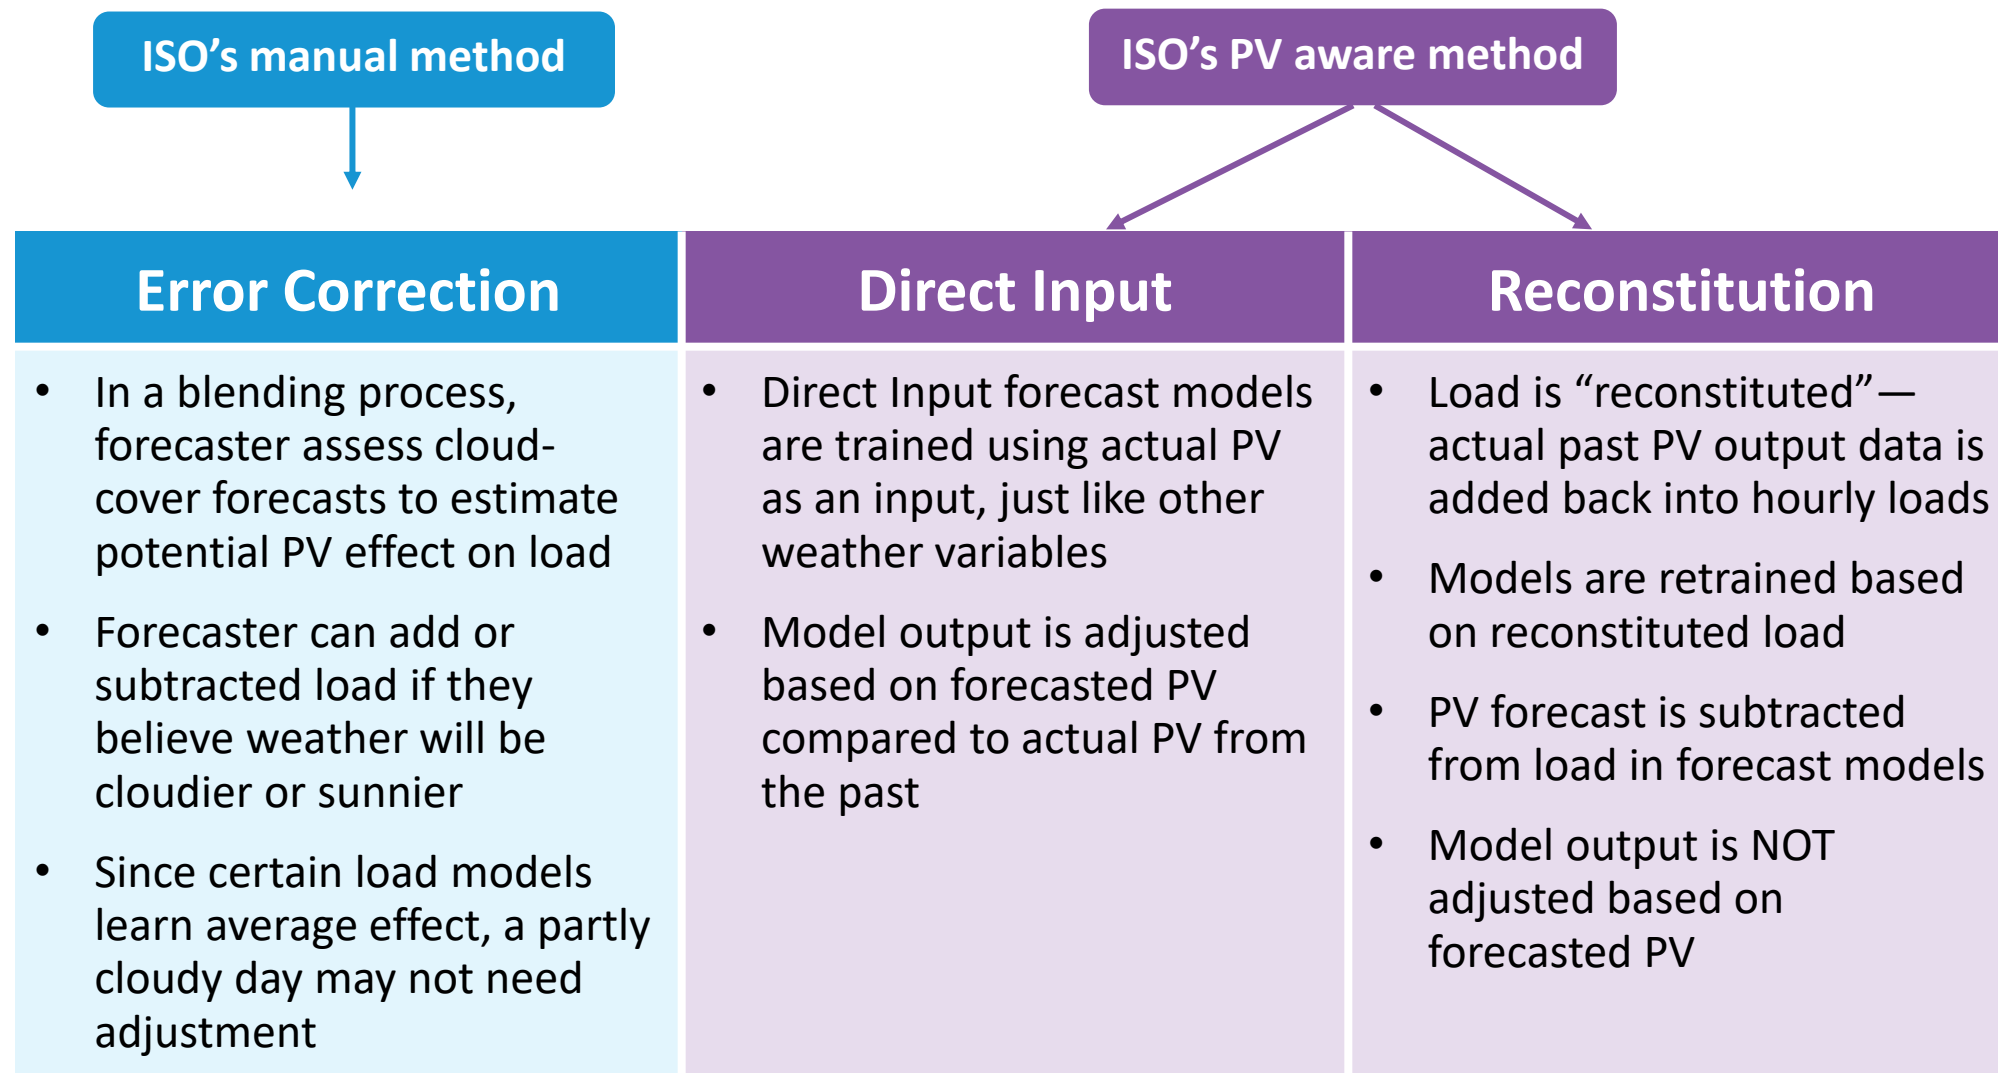 ISO’s manual method
ISO’s PV aware method
Error Correction
Direct Input
Reconstitution
• In a blending process,
forecaster assess cloud-
cover forecasts to estimate
potential PV effect on load
• Forecaster can add or
subtracted load if they
believe weather will be
cloudier or sunnier
• Since certain load models
learn average effect, a partly
cloudy day may not need
adjustment
• Direct Input forecast models
are trained using actual PV
as an input, just like other
weather variables
• Model output is adjusted
based on forecasted PV
compared to actual PV from
the past
• Load is “reconstituted”—
actual past PV output data is
added back into hourly loads
• Models are retrained based
on reconstituted load
• PV forecast is subtracted
from load in forecast models
• Model output is NOT
adjusted based on
forecasted PV